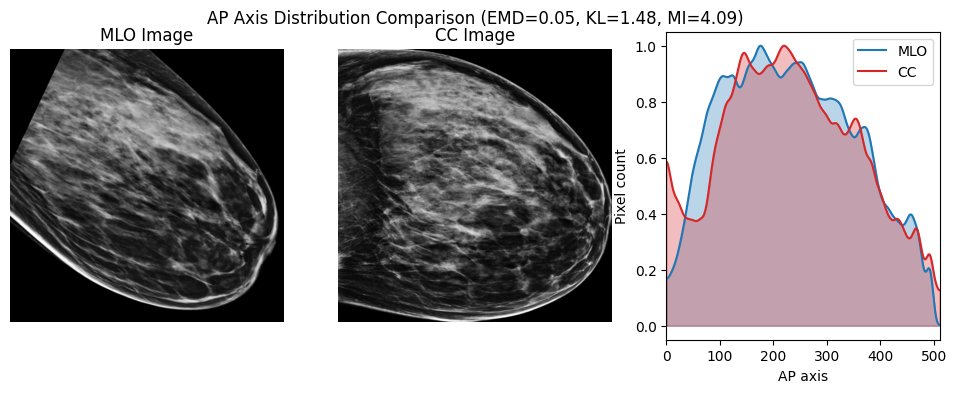 AP Axis Distribution Comparison (EMD=0.05, KL=1.48, MI=4.09)
MLO Image
CC Image
MLO
CC
1.0
0.8
0.6
0.4
0.2
0.0
Pixel count
0 100 200 300 400 500
AP axis